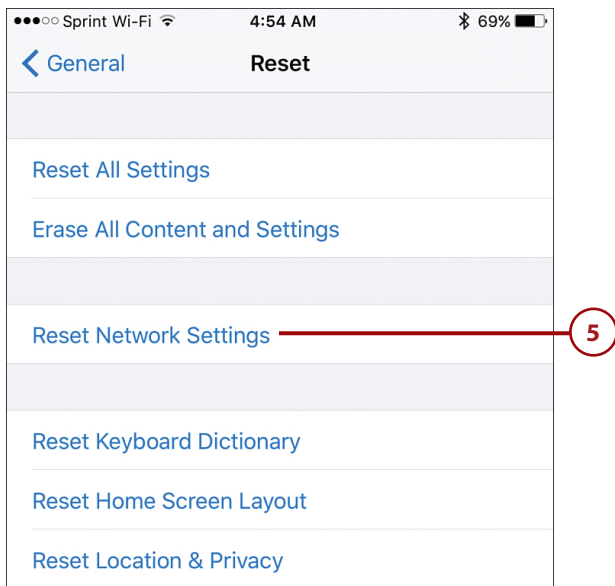 ●●●○○ Sprint Wi-Fi 4:54 AM 69%
General Reset
Reset All Settings
Erase All Content and Settings
Reset Network Settings 5
Reset Keyboard Dictionary
Reset Home Screen Layout
Reset Location & Privacy